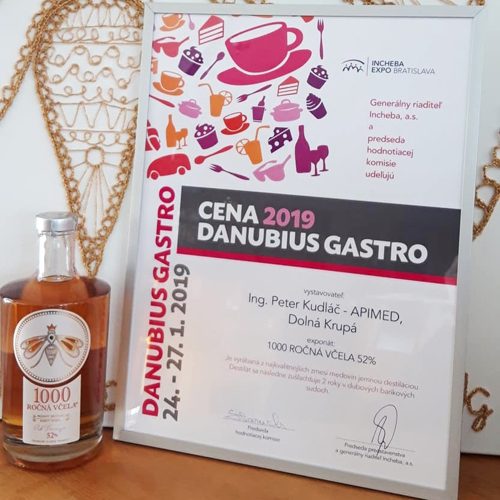 INCHEBA
EXPO BRATISLAVA
Generálny riaditeľ
Incheba, a.s.
a
predseda
hodnotiacej
komisie
udeľujú
DANUBIUS GASTRO
24. - 27. 1. 2019
CENA 2019
DANUBIUS GASTRO
vystavovateľ:
Ing. Peter Kudláč - APIMED,
Dolná Krupá
exponát:
1000 ROČNÁ VČELA 52%
Je vyrábaná z najkvalitnejších zmesí medovín jemnou destiláciou.
Destilát sa následne zušľachťuje 2 roky v dubových barikových
sudoch.
Predseda
hodnotiacej komisie
Predseda predstavenstva
a generálny riaditeľ Incheba, a.s.
1000
ROČNÁ VČELA
52%